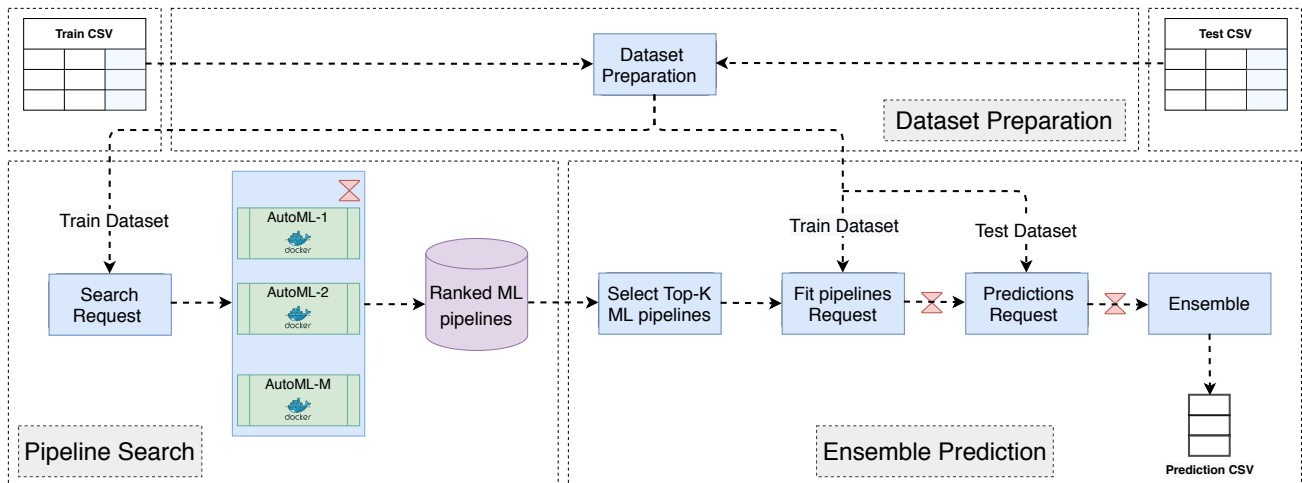 Train CSV
Test CSV
Dataset
Preparation
Dataset Preparation
Train Dataset
Search
Request
AutoML-1
docker
AutoML-2
docker
AutoML-M
docker
Ranked ML
pipelines
Pipeline Search
Train Dataset
Test Dataset
Select Top-K
ML pipelines
Fit pipelines
Request
Predictions
Request
Ensemble
Ensemble Prediction
Prediction CSV